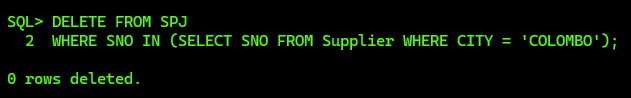 SQL> DELETE FROM SPJ
  2  WHERE SNO IN (SELECT SNO FROM Supplier WHERE CITY = 'COLOMBO');
0 rows deleted.